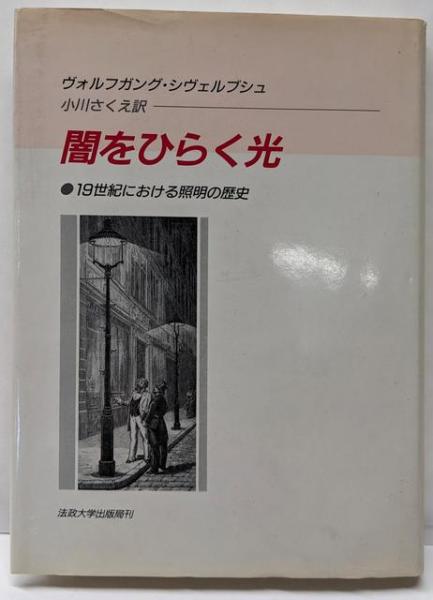 ヴォルフガング・シヴェルブシュ
小川さくえ訳
闇をひらく光
●19世紀における照明の歴史
法政大学出版局刊